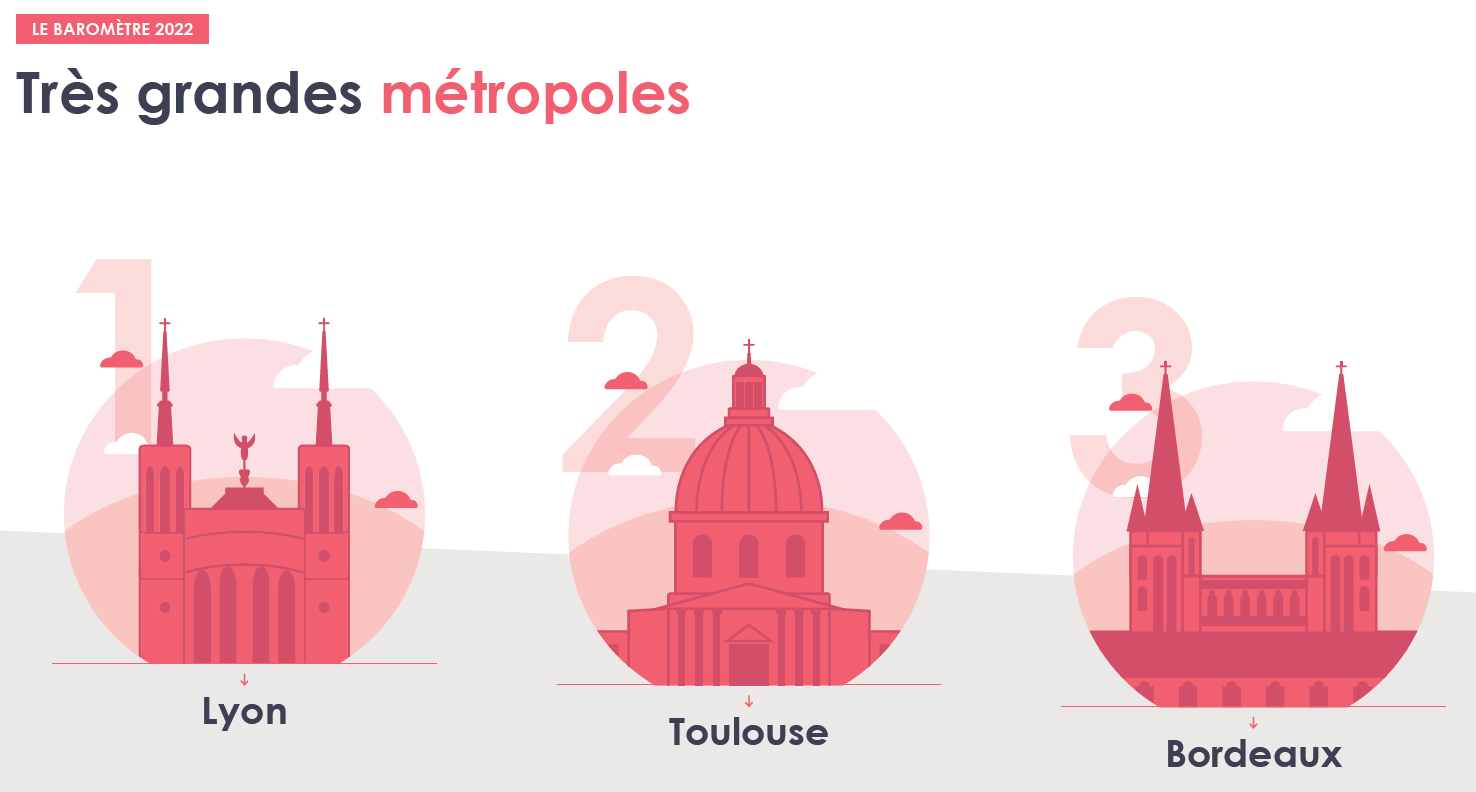 LE BAROMÈTRE 2022
Très grandes métropoles
1
2
3
Lyon
Toulouse
Bordeaux